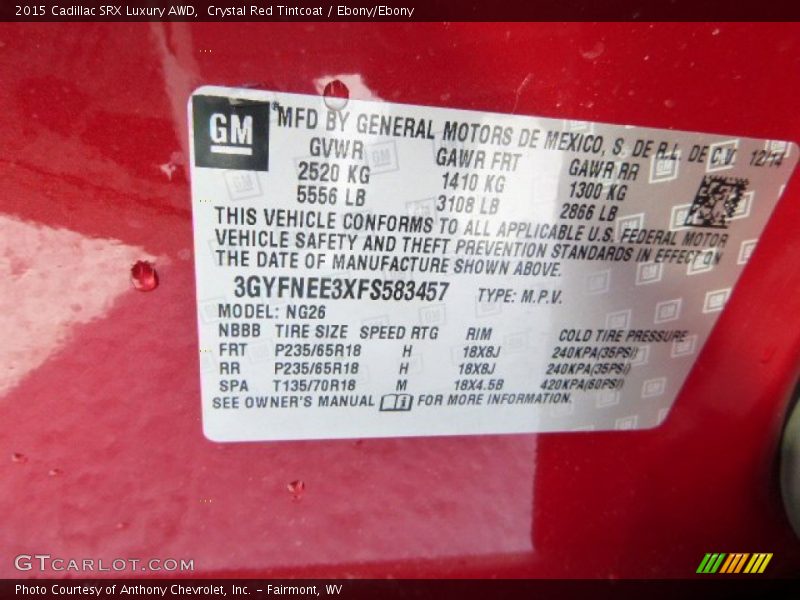 2015 Cadillac SRX Luxury AWD,  Crystal Red Tintcoat / Ebony/Ebony
GM
MFD BY GENERAL MOTORS DE MEXICO, S. DE R.L. DE C.V. 12/14
GVWR GAWR FRT GAWR RR
2520 KG 1410 KG 1300 KG
5556 LB 3108 LB 2866 LB
THIS VEHICLE CONFORMS TO ALL APPLICABLE U.S. FEDERAL MOTOR
VEHICLE SAFETY AND THEFT PREVENTION STANDARDS IN EFFECT ON
THE DATE OF MANUFACTURE SHOWN ABOVE.
3GYFNEE3XFS583457 TYPE: M.P.V.
MODEL: NG26
NBBB TIRE SIZE SPEED RTG RIM COLD TIRE PRESSURE
FRT P235/65R18 H 18X8J 240KPA(35PSI)
RR P235/65R18 H 18X8J 240KPA(35PSI)
SPA T135/70R18 M 18X4.5B 420KPA(60PSI)
SEE OWNER'S MANUAL FOR MORE INFORMATION.
GTCARLOT.COM
Photo Courtesy of Anthony Chevrolet, Inc. – Fairmont, WV